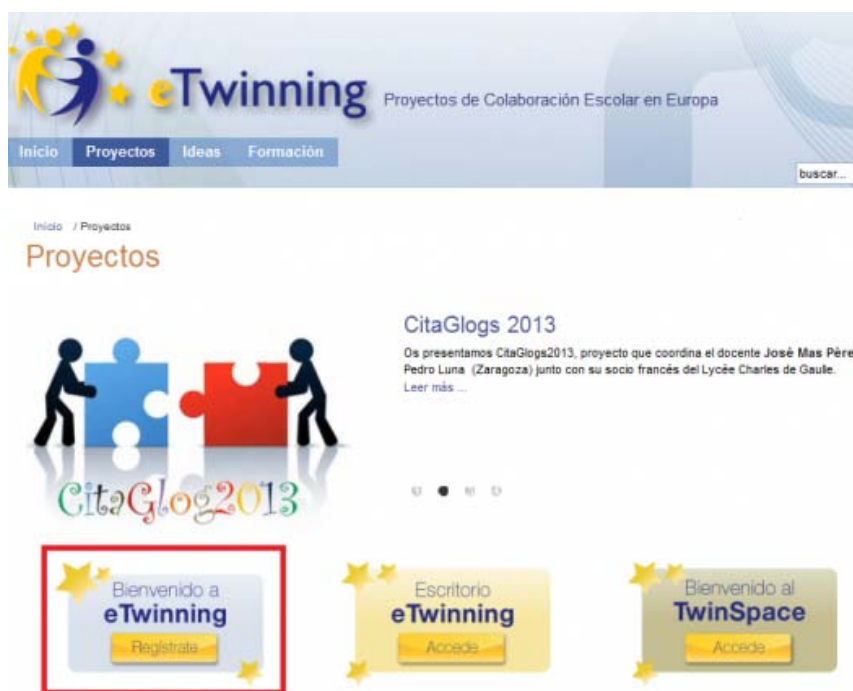 eTwinning
Proyectos de Colaboración Escolar en Europa
Inicio Proyectos Ideas Formación
buscar...
Inicio / Proyectos
Proyectos
CitaGlogs 2013
Os presentamos CitaGlogs2013, proyecto que coordina el docente José Mas Pére
Pedro Luna (Zaragoza) junto con su socio francés del Lycée Charles de Gaulle.
Leer más ...
CitaGlog2013
Bienvenido a
eTwinning
Regístrate
Escritorio
eTwinning
Accede
Bienvenido al
TwinSpace
Accede